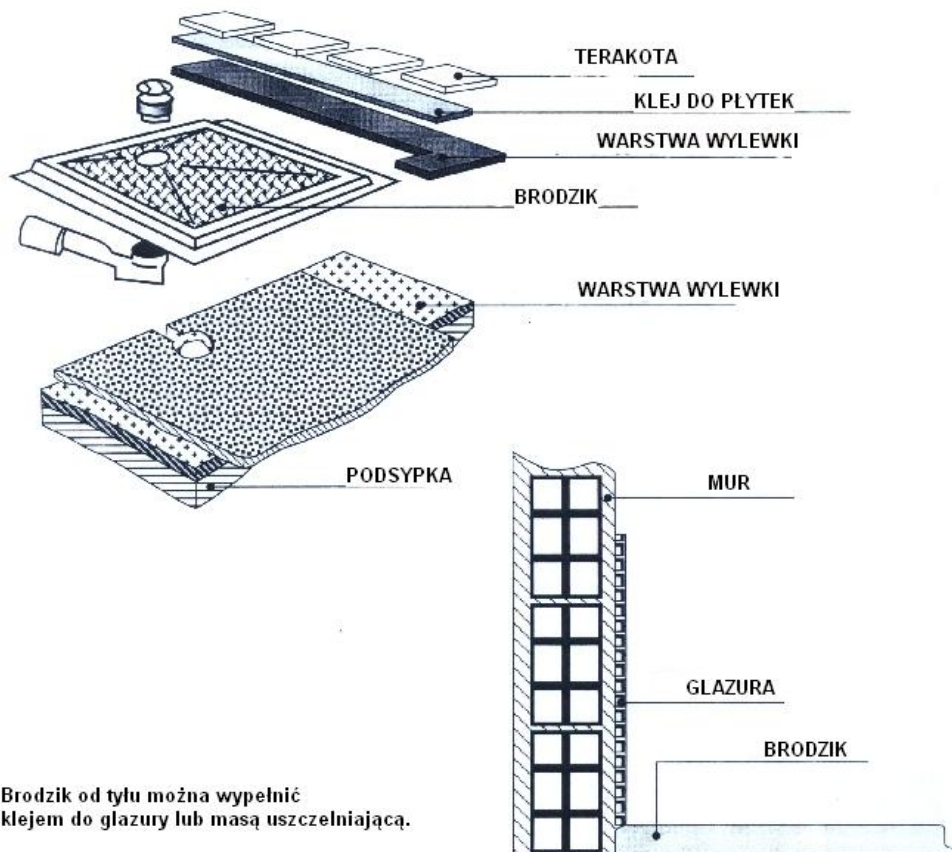 TERAKOTA
KLEJ DO PŁYTEK
WARSTWA WYLEWKI
BRODZIK
WARSTWA WYLEWKI
PODSYPKA
MUR
GLAZURA
BRODZIK
Brodzik od tyłu można wypełnić
klejem do glazury lub masą uszczelniającą.